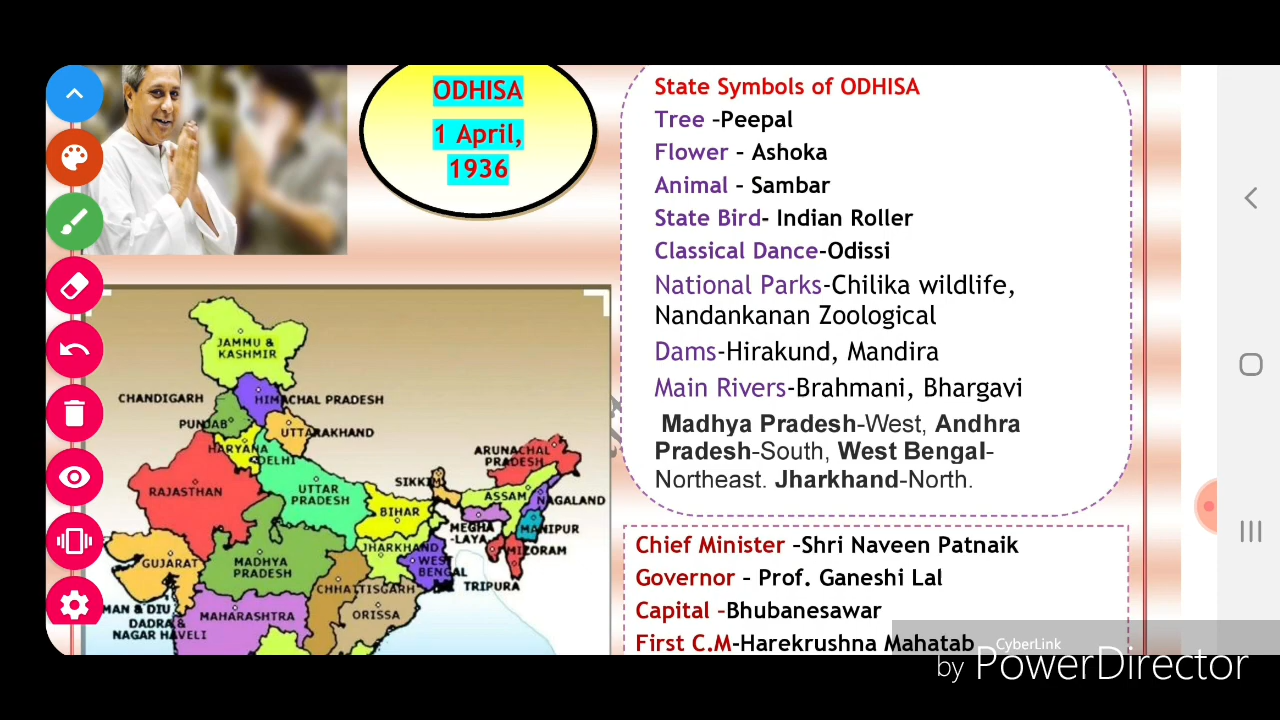 ODHISA
1 April,
1936
State Symbols of ODHISA
Tree -Peepal
Flower - Ashoka
Animal - Sambar
State Bird- Indian Roller
Classical Dance-Odissi
National Parks-Chilika wildlife,
Nandankanan Zoological
Dams-Hirakund, Mandira
Main Rivers-Brahmani, Bhargavi
Madhya Pradesh-West, Andhra
Pradesh-South, West Bengal-
Northeast. Jharkhand-North.
Chief Minister -Shri Naveen Patnaik
Governor - Prof. Ganeshi Lal
Capital -Bhubanesawar
First C.M-Harekrushna Mahatab
JAMMU &
KASHMIR
CHANDIGARH
HIMACHAL PRADESH
PUNJAB
UTTARAKHAND
HARYANA
DELHI
ARUNACHAL
PRADESH
RAJASTHAN
UTTAR
PRADESH
SIKKIM
ASSAM
NAGALAND
BIHAR
MEGHA
-LAYA
MANIPUR
JHARKHAND
MIZORAM
GUJARAT
MADHYA
PRADESH
WEST
BENGAL
TRIPURA
CHHATTISGARH
MAN & DIU
DADRA &
NAGAR HAVELI
MAHARASHTRA
ORISSA
CyberLink
by PowerDirector